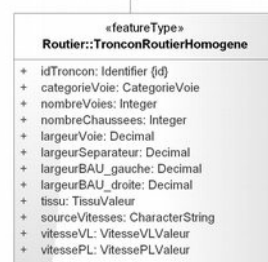 «featureType»
Routier::TronconRoutierHomogene
+ idTroncon: Identifier {id}
+ categorieVoie: CategorieVoie
+ nombreVoies: Integer
+ nombreChaussees: Integer
+ largeurVoie: Decimal
+ largeurSeparateur: Decimal
+ largeurBAU_gauche: Decimal
+ largeurBAU_droite: Decimal
+ tissu: TissuValeur
+ sourceVitesses: CharacterString
+ vitesseVL: VitesseVLValeur
+ vitessePL: VitessePLValeur